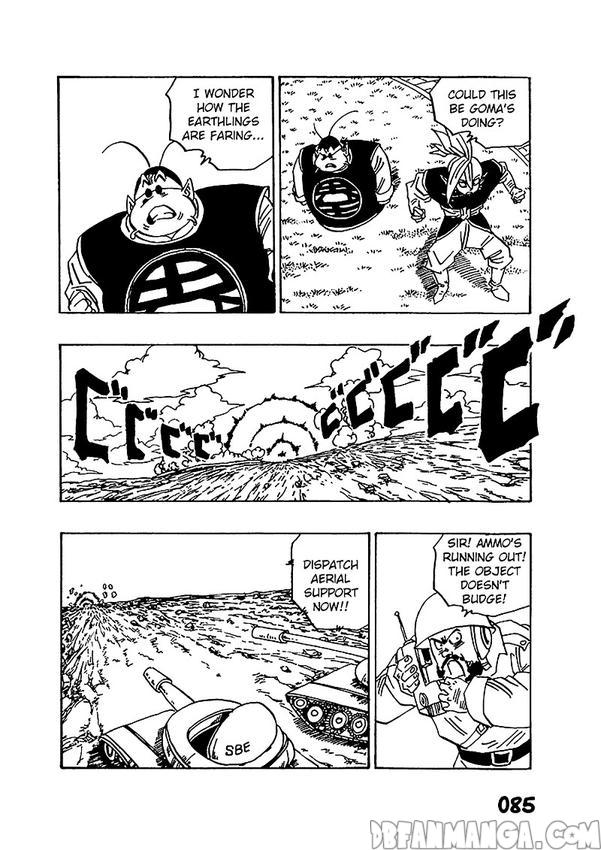 COULD THIS
BE GOMA'S
DOING?
I WONDER
HOW THE
EARTHLINGS
ARE FARING...
SIR! AMMO'S
RUNNING OUT!
THE OBJECT
DOESN'T
BUDGE!
DISPATCH
AERIAL
SUPPORT
NOW!!
SBE
085
DBFANMANGA.COM